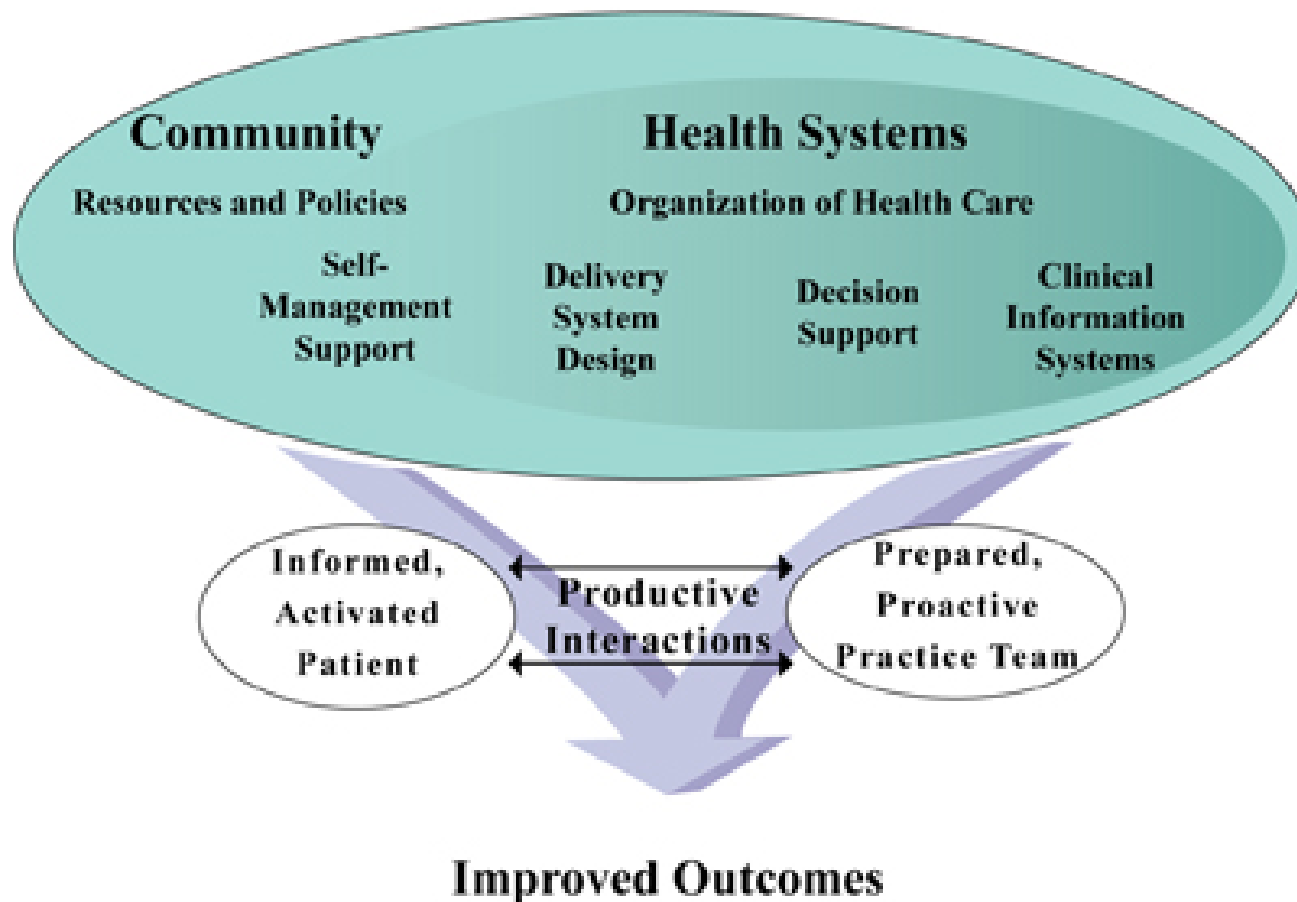 Community
Health Systems
Resources and Policies
Organization of Health Care
Self-
Management
Support
Delivery
System
Design
Decision
Support
Clinical
Information
Systems
Informed,
Activated
Patient
Productive
Interactions
Prepared,
Proactive
Practice Team
Improved Outcomes